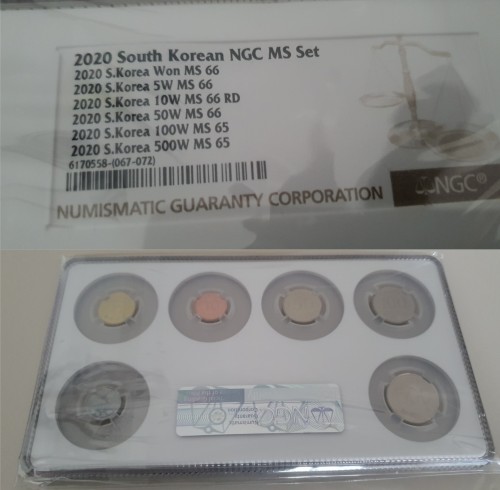 2020 South Korean NGC MS Set
2020 S.Korea Won MS 66
2020 S.Korea 5W MS 66
2020 S.Korea 10W MS 66 RD
2020 S.Korea 50W MS 66
2020 S.Korea 100W MS 65
2020 S.Korea 500W MS 65
6170558-(067-072)
NUMISMATIC GUARANTY CORPORATION
NGC®